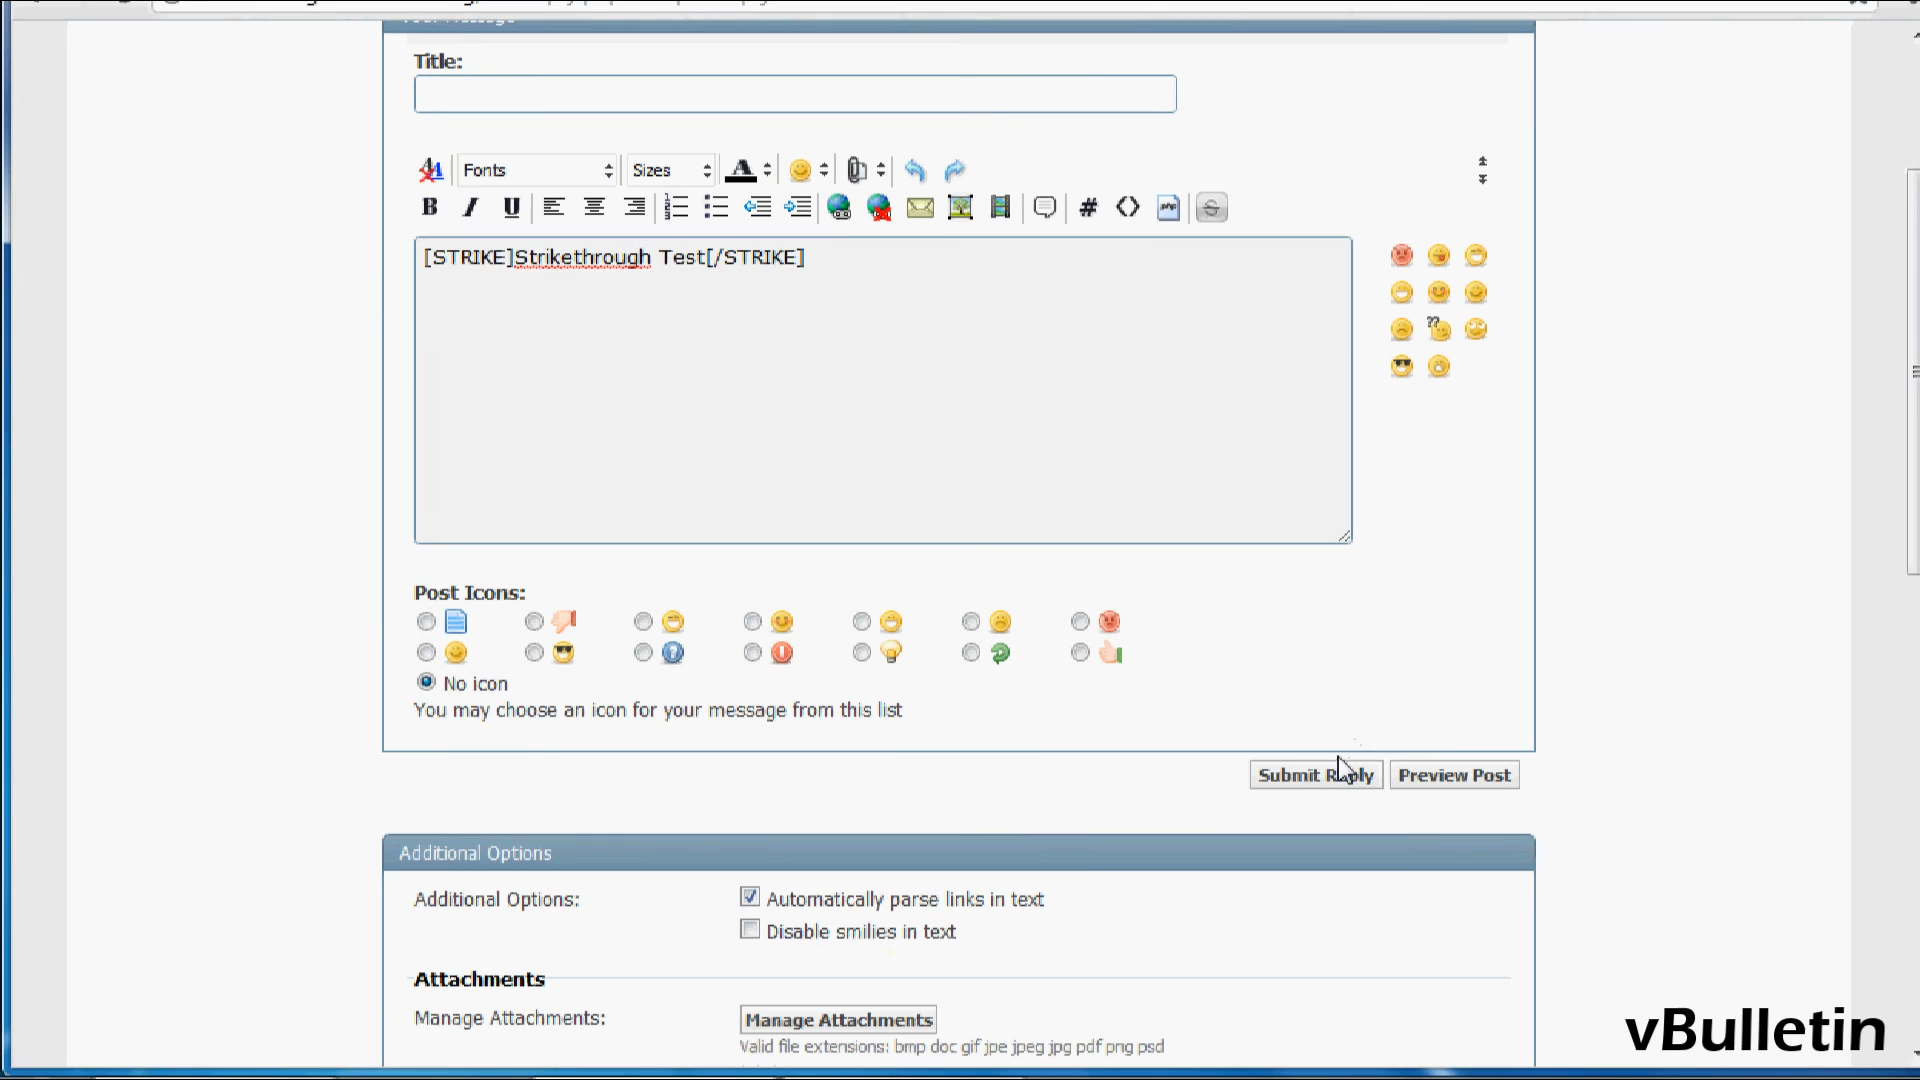 Your Message
Title:
Fonts
Sizes
A
B I U
# <> php S
[STRIKE]Strikethrough Test[/STRIKE]
Post Icons:
No icon
You may choose an icon for your message from this list
Submit Reply
Preview Post
Additional Options
Additional Options:
Automatically parse links in text
Disable smilies in text
Attachments
Manage Attachments:
Manage Attachments
Valid file extensions: bmp doc gif jpe jpeg jpg pdf png psd
vBulletin